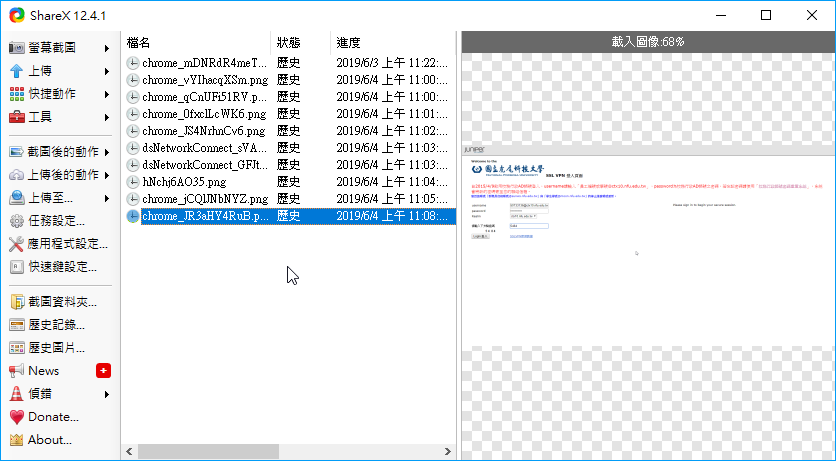 ShareX 12.4.1
螢幕截圖
上傳
快捷動作
工具
截圖後的動作
上傳後的動作
上傳至...
任務設定...
應用程式設定...
快速鍵設定...
截圖資料夾...
歷史記錄...
歷史圖片...
News
偵錯
Donate...
About...
檔名 狀態 進度
chrome_mDNRdR4meT... 歷史 2019/6/3 上午 11:22:...
chrome_vYIhacqXSm.png 歷史 2019/6/4 上午 11:00:...
chrome_qCnUFi51RV.p... 歷史 2019/6/4 上午 11:00:...
chrome_0fxclLcWK6.png 歷史 2019/6/4 上午 11:01:...
chrome_JS4NrhnCv6.png 歷史 2019/6/4 上午 11:02:...
dsNetworkConnect_sVA... 歷史 2019/6/4 上午 11:03:...
dsNetworkConnect_GFJt... 歷史 2019/6/4 上午 11:03:...
hNchj6AO35.png 歷史 2019/6/4 上午 11:04:...
chrome_jCQlJNbNYZ.png 歷史 2019/6/4 上午 11:05:...
chrome_JR3aHY4RuB.p... 歷史 2019/6/4 上午 11:08:...
載入圖像:68%
Welcome to the
國立虎尾科技大學
SSL VPN 登入頁面
username
password
Please sign in to begin your secure session.